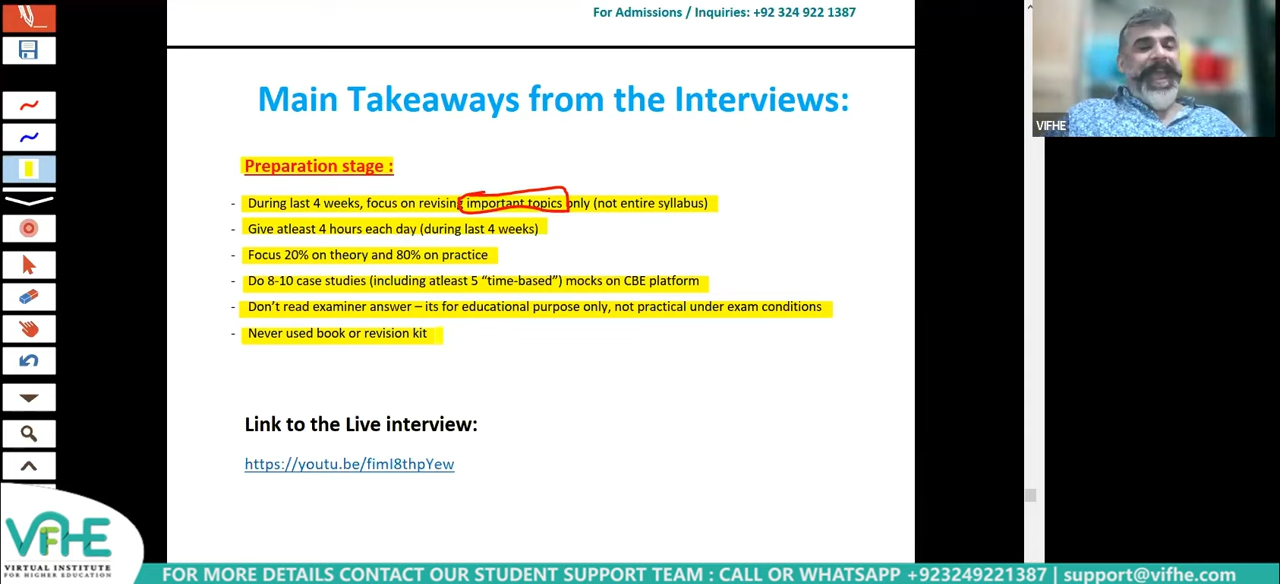 For Admissions / Inquiries: +92 324 922 1387
Main Takeaways from the Interviews:
VIFHE
Preparation stage :
- During last 4 weeks, focus on revising important topics only (not entire syllabus)
- Give atleast 4 hours each day (during last 4 weeks)
- Focus 20% on theory and 80% on practice
- Do 8-10 case studies (including atleast 5 “time-based”) mocks on CBE platform
- Don’t read examiner answer – its for educational purpose only, not practical under exam conditions
- Never used book or revision kit
Link to the Live interview:
https://youtu.be/fimI8thpYew
VIFHE
VIRTUAL INSTITUTE
FOR HIGHER EDUCATION
FOR MORE DETAILS CONTACT OUR STUDENT SUPPORT TEAM : CALL OR WHATSAPP +923249221387 | support@vifhe.com